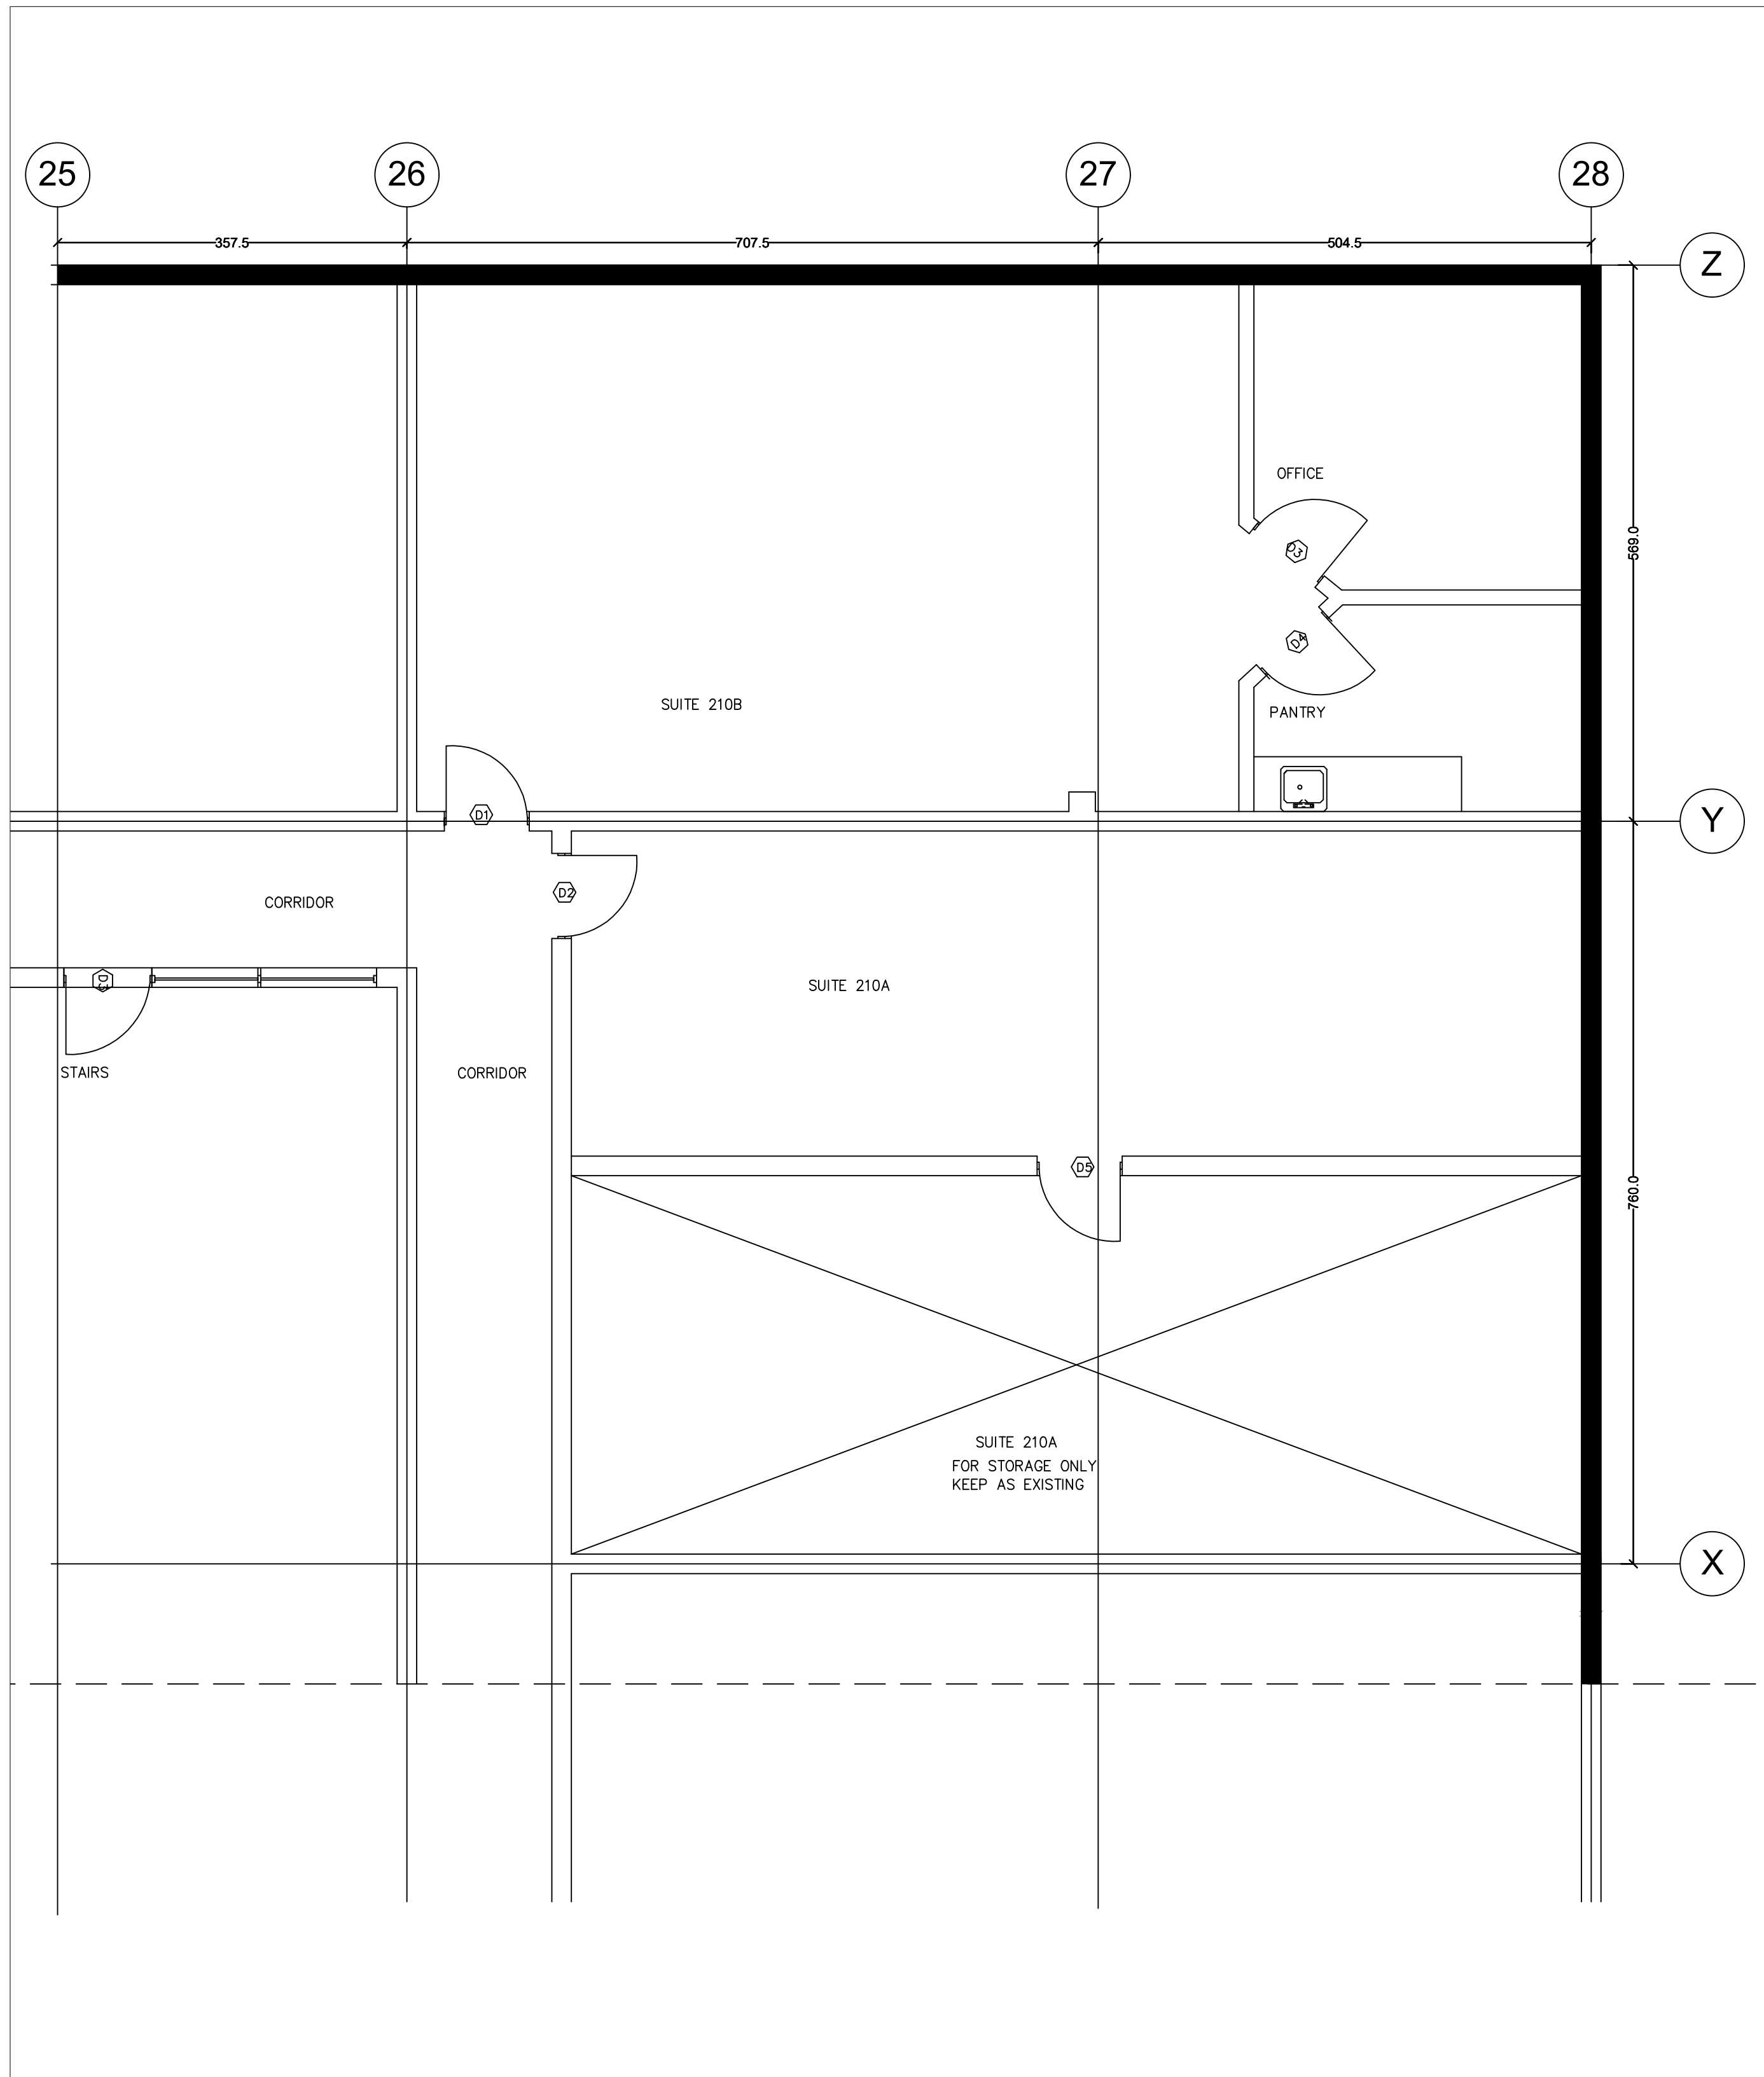 25
26
27
28
357.5
707.5
504.5
Z
OFFICE
D3
569.0
D4
SUITE 210B
PANTRY
D1
Y
D2
CORRIDOR
D3
SUITE 210A
STAIRS
CORRIDOR
D5
760.0
SUITE 210A
FOR STORAGE ONLY
KEEP AS EXISTING
X